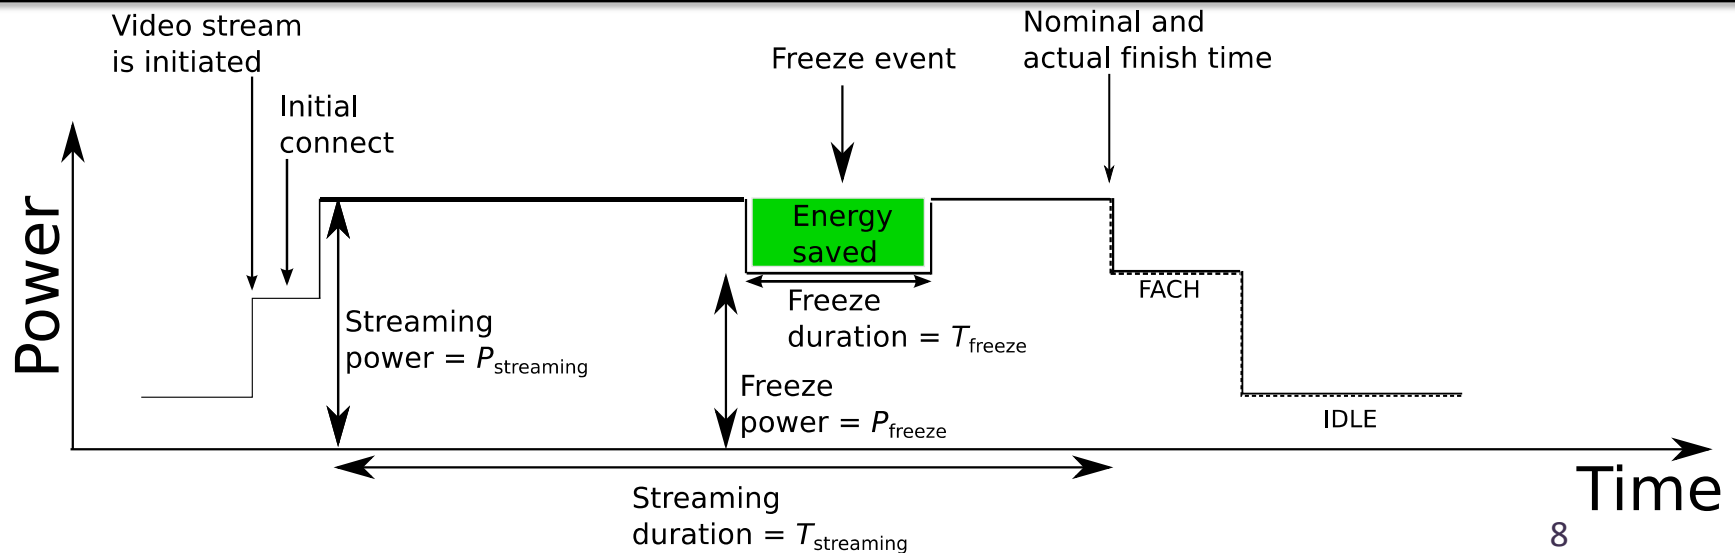 Video stream
is initiated
Initial
connect
Freeze event
Nominal and
actual finish time
Power
Energy
saved
Streaming
power = Pstreaming
Freeze
duration = Tfreeze
Freeze
power = Pfreeze
FACH
IDLE
Streaming
duration = Tstreaming
Time
8